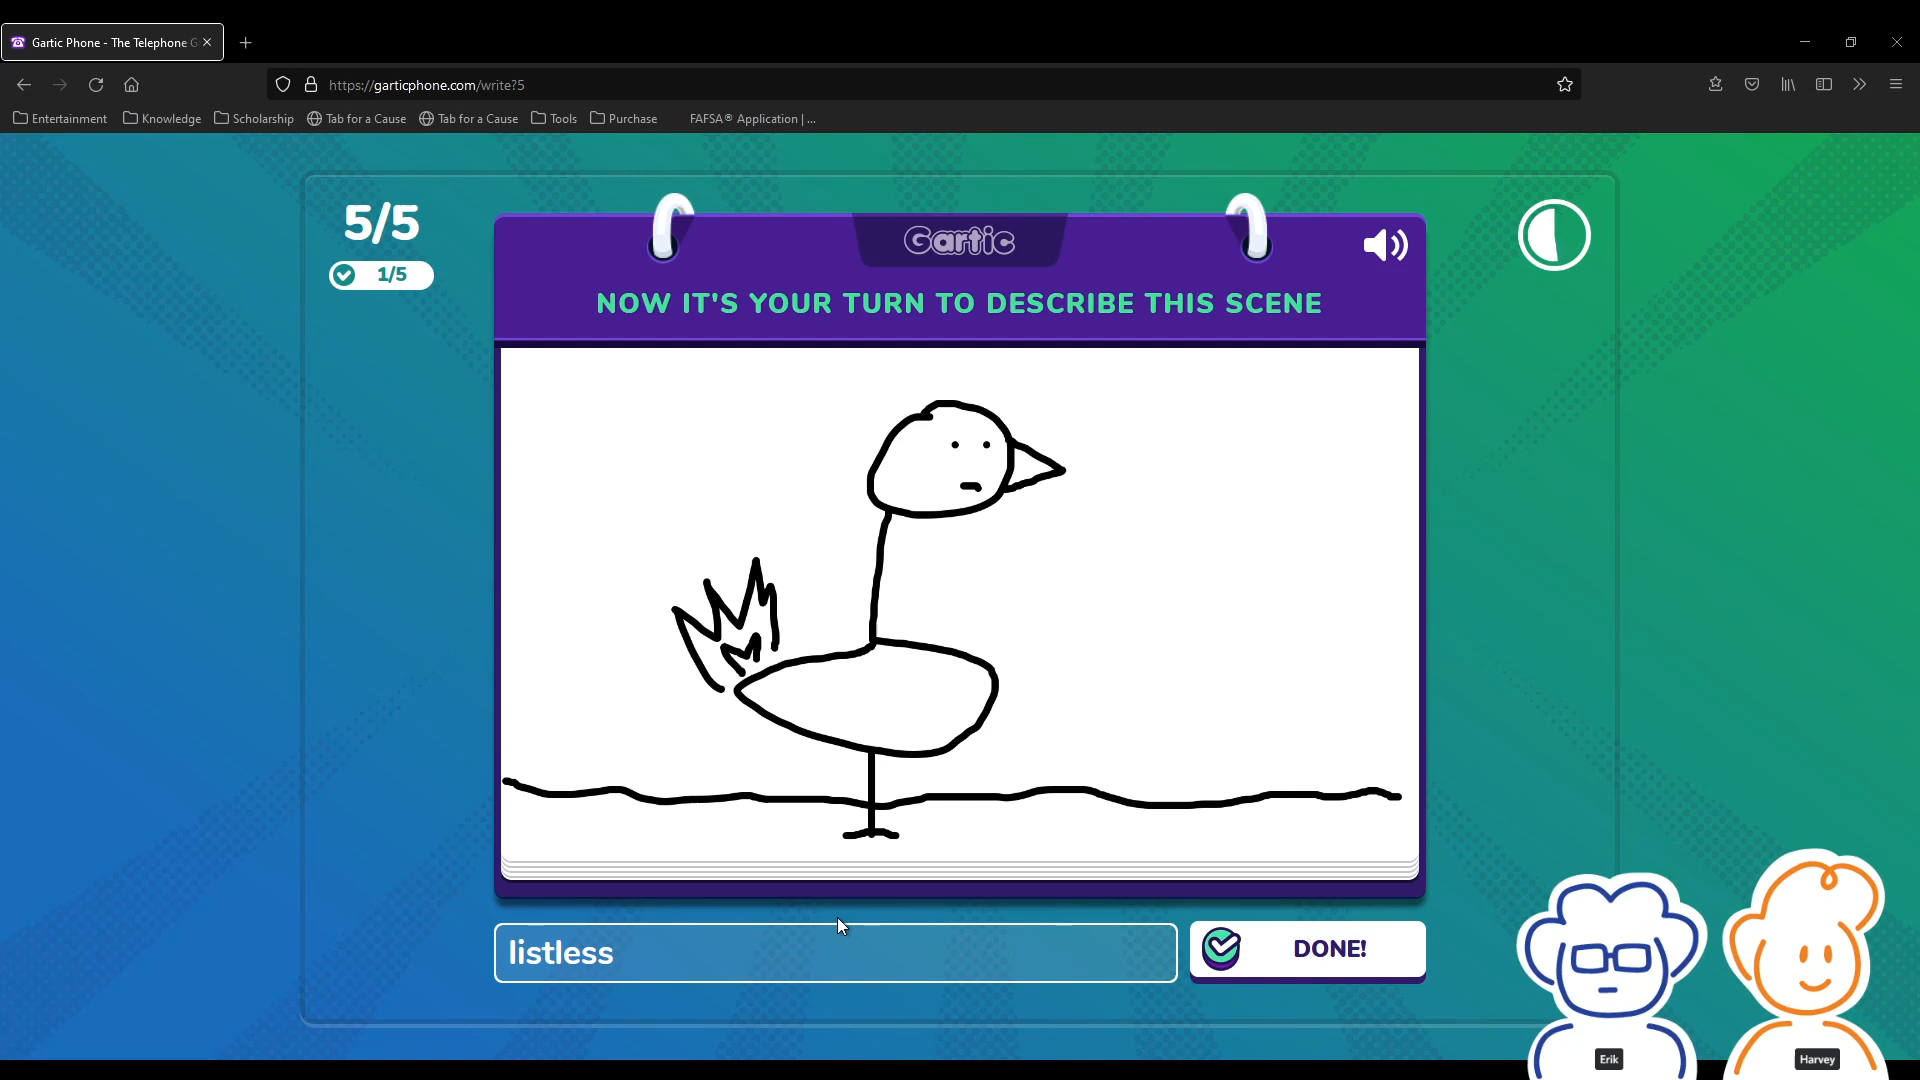 Gartic Phone - The Telephone G
https://garticphone.com/write?5
Entertainment Knowledge Scholarship Tab for a Cause Tab for a Cause Tools Purchase FAFSA® Application | ...
5/5
1/5
Gartic
NOW IT'S YOUR TURN TO DESCRIBE THIS SCENE
listless
DONE!
Erik
Harvey